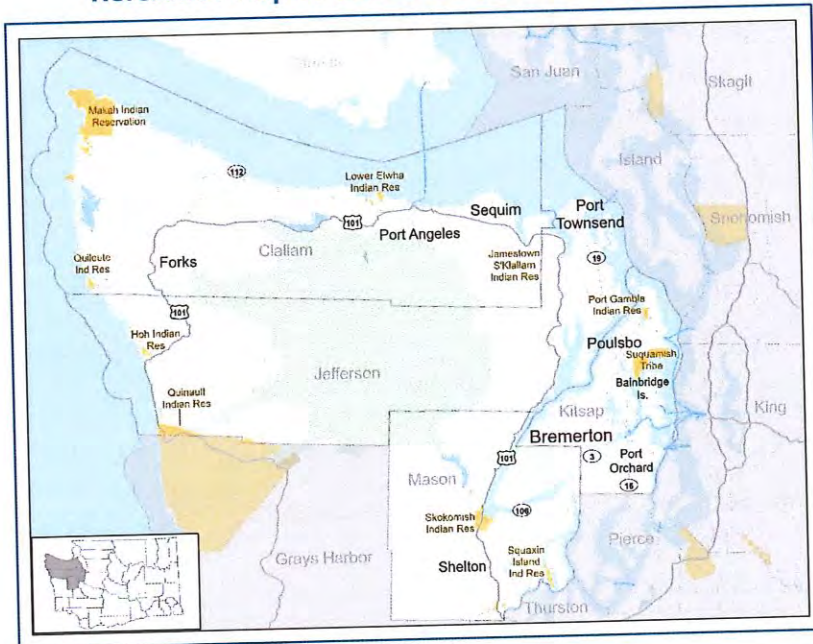 San Juan
Skagit
Makah Indian
Reservation
Island
112
Lower Elwha
Indian Res
Snohomish
Port
Townsend
Sequim
101
Port Angeles
Clallam
Forks
Quileute
Ind Res
Jamestown
S'Klallam
Indian Res
19
Port Gamble
Indian Res
101
Hoh Indian
Res
Poulsbo
Suquamish
Tribe
Bainbridge
Is.
Jefferson
Quinault
Indian Res
Kitsap
King
Bremerton
101
3
Port
Orchard
16
Mason
106
Skokomish
Indian Res
Pierce
Grays Harbor
Squaxin
Island
Ind Res
Shelton
Thurston